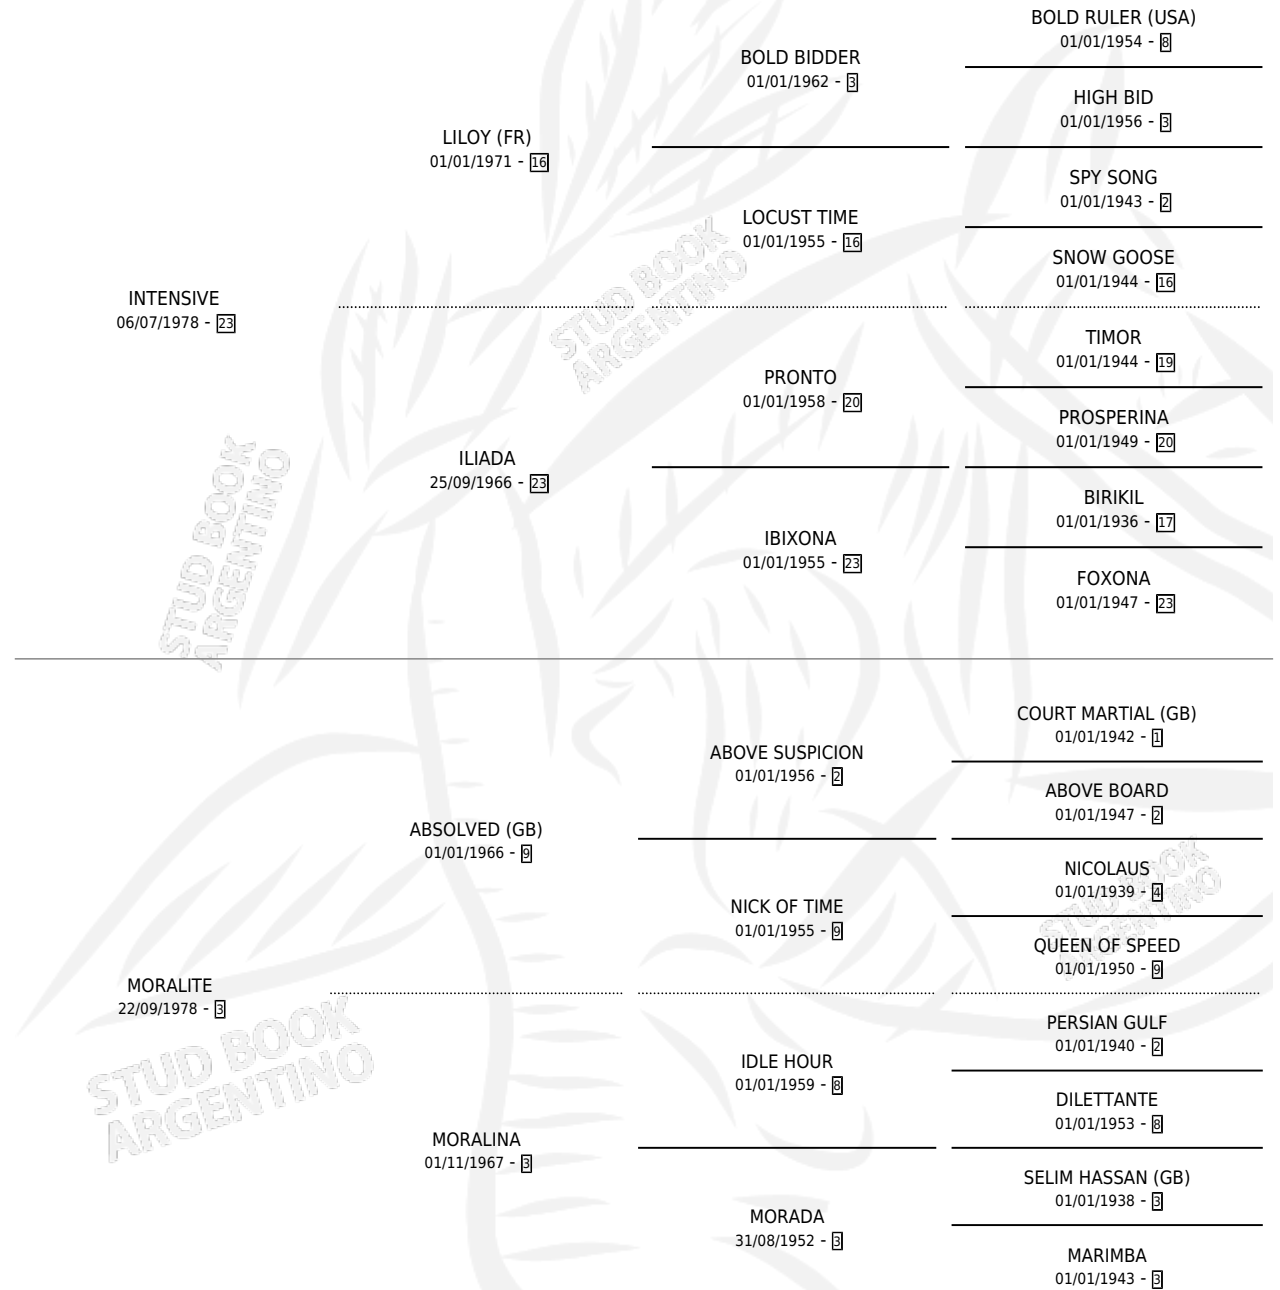 BOLD RULER (USA)
01/01/1954 - 8
BOLD BIDDER
01/01/1962 - 3
HIGH BID
01/01/1956 - 3
LILOY (FR)
01/01/1971 - 16
SPY SONG
01/01/1943 - 2
LOCUST TIME
01/01/1955 - 16
SNOW GOOSE
01/01/1944 - 16
INTENSIVE
06/07/1978 - 23
STUD BOOK
ARGENTINO
TIMOR
01/01/1944 - 19
PRONTO
01/01/1958 - 20
PROSPERINA
01/01/1949 - 20
ILIADA
25/09/1966 - 23
BIRIKIL
01/01/1936 - 17
IBIXONA
01/01/1955 - 23
FOXONA
01/01/1947 - 23
STUD BOOK
ARGENTINO
COURT MARTIAL (GB)
01/01/1942 - 1
ABOVE SUSPICION
01/01/1956 - 2
ABOVE BOARD
01/01/1947 - 2
ABSOLVED (GB)
01/01/1966 - 9
NICOLAUS
01/01/1939 - 4
STUD BOOK
ARGENTINO
NICK OF TIME
01/01/1955 - 9
QUEEN OF SPEED
01/01/1950 - 9
MORALITE
22/09/1978 - 3
STUD BOOK
ARGENTINO
PERSIAN GULF
01/01/1940 - 2
IDLE HOUR
01/01/1959 - 8
DILETTANTE
01/01/1953 - 8
MORALINA
01/11/1967 - 3
SELIM HASSAN (GB)
01/01/1938 - 3
MORADA
31/08/1952 - 3
MARIMBA
01/01/1943 - 3